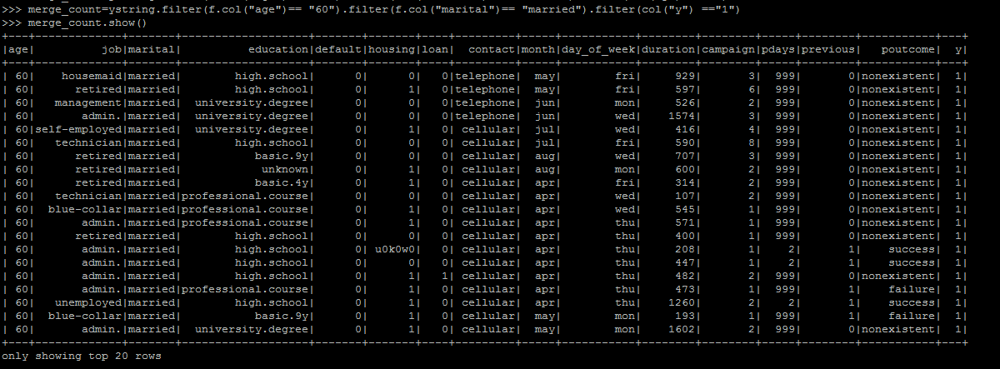 >>> merge_count=ystring.filter(f.col("age")== "60").filter(f.col("marital")== "married").filter(col("y") =="1")
>>> merge_count.show()
+---+-------------+--------+-------------------+-------+-------+----+---------+-----+-----------+--------+--------+-----+--------+-----------+---+
|age|          job| marital|          education|default|housing|loan|  contact|month|day_of_week|duration|campaign|pdays|previous|   poutcome|  y|
+---+-------------+--------+-------------------+-------+-------+----+---------+-----+-----------+--------+--------+-----+--------+-----------+---+
| 60|    housemaid|married|        high.school|      0|      0|   0|telephone|  may|        fri|     929|       3|  999|       0|nonexistent|  1|
| 60|      retired|married|        high.school|      0|      1|   0|telephone|  may|        fri|     597|       6|  999|       0|nonexistent|  1|
| 60|   management|married|  university.degree|      0|      0|   0|telephone|  jun|        mon|     526|       2|  999|       0|nonexistent|  1|
| 60|       admin.|married|  university.degree|      0|      0|   0|telephone|  jun|        wed|    1574|       3|  999|       0|nonexistent|  1|
| 60|self-employed|married|  university.degree|      0|      1|   0| cellular|  jul|        wed|     416|       4|  999|       0|nonexistent|  1|
| 60|   technician|married|        high.school|      0|      0|   0| cellular|  jul|        fri|     590|       8|  999|       0|nonexistent|  1|
| 60|      retired|married|           basic.9y|      0|      0|   0| cellular|  aug|        wed|     707|       3|  999|       0|nonexistent|  1|
| 60|      retired|married|            unknown|      0|      1|   0| cellular|  aug|        mon|     600|       2|  999|       0|nonexistent|  1|
| 60|      retired|married|           basic.4y|      0|      1|   0| cellular|  apr|        fri|     314|       2|  999|       0|nonexistent|  1|
| 60|   technician|married|professional.course|      0|      0|   0| cellular|  apr|        wed|     107|       2|  999|       0|nonexistent|  1|
| 60|  blue-collar|married|professional.course|      0|      1|   0| cellular|  apr|        wed|     545|       1|  999|       0|nonexistent|  1|
| 60|       admin.|married|professional.course|      0|      1|   0| cellular|  apr|        thu|     571|       1|  999|       0|nonexistent|  1|
| 60|      retired|married|        high.school|      0|      1|   0| cellular|  apr|        thu|     400|       1|  999|       0|nonexistent|  1|
| 60|       admin.|married|        high.school|      0| u0k0w0|   0| cellular|  apr|        thu|     208|       1|    2|       1|    success|  1|
| 60|       admin.|married|        high.school|      0|      0|   0| cellular|  apr|        thu|     447|       1|    2|       1|    success|  1|
| 60|       admin.|married|        high.school|      0|      1|   1| cellular|  apr|        thu|     482|       2|  999|       0|nonexistent|  1|
| 60|       admin.|married|professional.course|      0|      1|   0| cellular|  apr|        thu|     473|       1|  999|       1|    failure|  1|
| 60|   unemployed|married|        high.school|      0|      1|   0| cellular|  apr|        thu|    1260|       2|    2|       1|    success|  1|
| 60|  blue-collar|married|           basic.9y|      0|      1|   0| cellular|  may|        mon|     193|       1|  999|       1|    failure|  1|
| 60|       admin.|married|  university.degree|      0|      1|   0| cellular|  may|        mon|    1602|       2|  999|       0|nonexistent|  1|
+---+-------------+-------+-------------------+-------+-------+----+---------+-----+-----------+--------+--------+-----+--------+-----------+---+
only showing top 20 rows